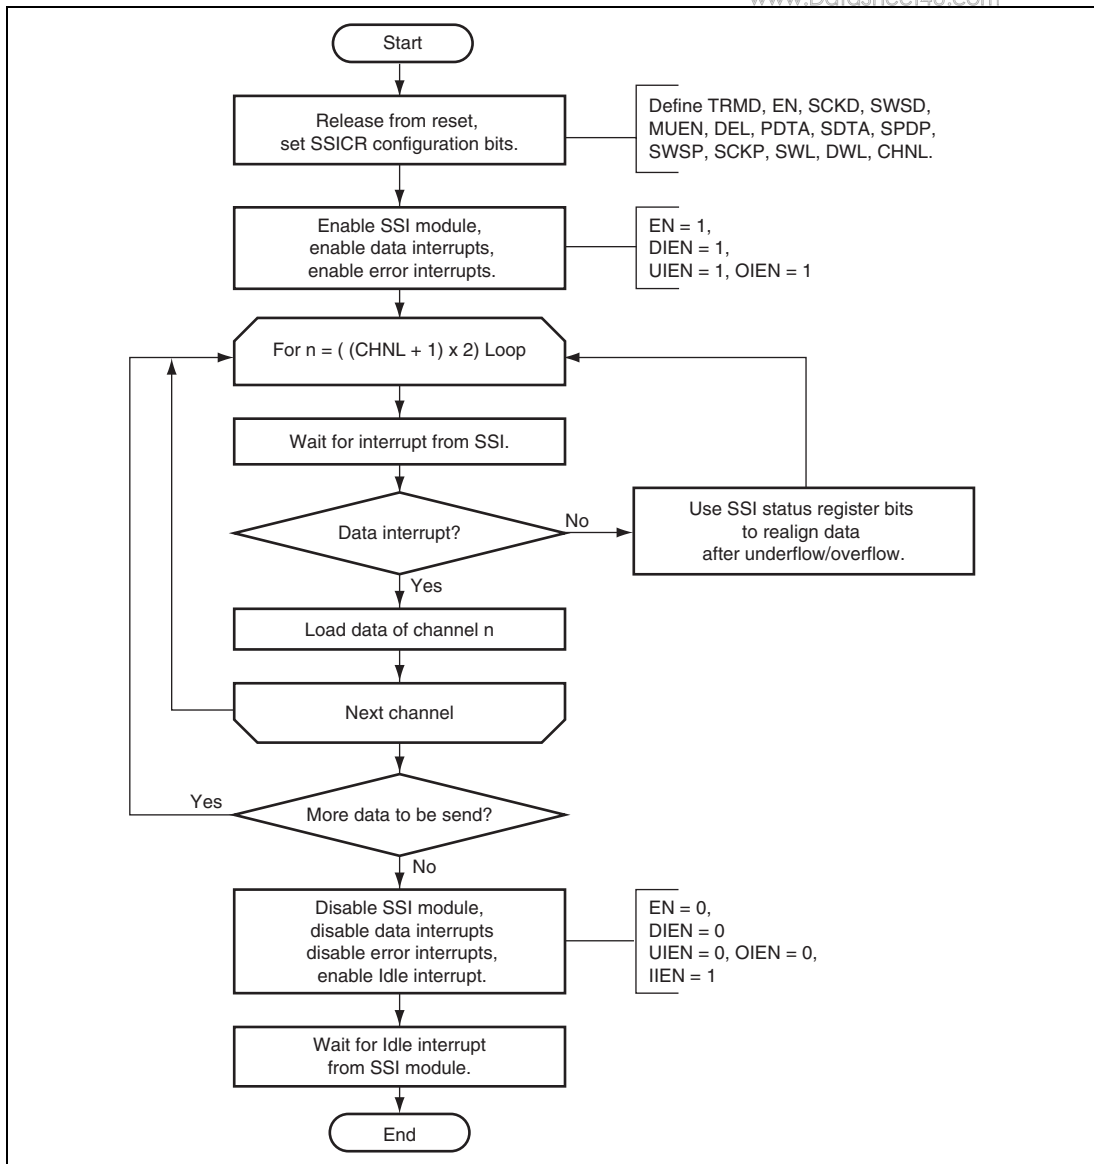 www.DataSheet4U.com
Start
Release from reset,
set SSICR configuration bits.
Define TRMD, EN, SCKD, SWSD,
MUEN, DEL, PDTA, SDTA, SPDP,
SWSP, SCKP, SWL, DWL, CHNL.
Enable SSI module,
enable data interrupts,
enable error interrupts.
EN = 1,
DIEN = 1,
UIEN = 1, OIEN = 1
For n = ( (CHNL + 1) x 2) Loop
Wait for interrupt from SSI.
Data interrupt?
No
Use SSI status register bits
to realign data
after underflow/overflow.
Yes
Load data of channel n
Next channel
Yes
More data to be send?
No
Disable SSI module,
disable data interrupts
disable error interrupts,
enable Idle interrupt.
EN = 0,
DIEN = 0
UIEN = 0, OIEN = 0,
IIEN = 1
Wait for Idle interrupt
from SSI module.
End